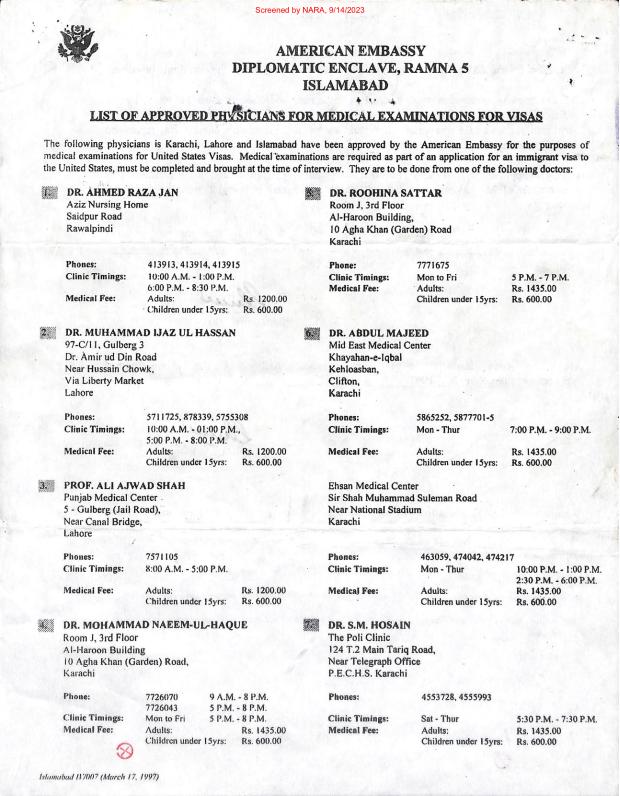 Screened by NARA, 9/14/2023
AMERICAN EMBASSY
DIPLOMATIC ENCLAVE, RAMNA 5
ISLAMABAD
LIST OF APPROVED PHYSICIANS FOR MEDICAL EXAMINATIONS FOR VISAS
The following physicians is Karachi, Lahore and Islamabad have been approved by the American Embassy for the purposes of
medical examinations for United States Visas. Medical examinations are required as part of an application for an immigrant visa to
the United States, must be completed and brought at the time of interview. They are to be done from one of the following doctors:
1. DR. AHMED RAZA JAN
Aziz Nursing Home
Saidpur Road
Rawalpindi
Phones: 413913, 413914, 413915
Clinic Timings: 10:00 A.M. - 1:00 P.M.
6:00 P.M. - 8:30 P.M.
Medical Fee: Adults: Rs. 1200.00
Children under 15yrs: Rs. 600.00
2. DR. MUHAMMAD IJAZ UL HASSAN
97-C/11, Gulberg 3
Dr. Amir ud Din Road
Near Hussain Chowk,
Via Liberty Market
Lahore
Phones: 5711725, 878339, 5755308
Clinic Timings: 10:00 A.M. - 01:00 P.M.,
5:00 P.M. - 8:00 P.M.
Medical Fee: Adults: Rs. 1200.00
Children under 15yrs: Rs. 600.00
3. PROF. ALI AJWAD SHAH
Punjab Medical Center
5 - Gulberg (Jail Road),
Near Canal Bridge,
Lahore
Phones: 7571105
Clinic Timings: 8:00 A.M. - 5:00 P.M.
Medical Fee: Adults: Rs. 1200.00
Children under 15yrs: Rs. 600.00
4. DR. MOHAMMAD NAEEM-UL-HAQUE
Room J, 3rd Floor
Al-Haroon Building
10 Agha Khan (Garden) Road,
Karachi
Phone: 7726070 9 A.M. - 8 P.M.
7726043 5 P.M. - 8 P.M.
Clinic Timings: Mon to Fri 5 P.M. - 8 P.M.
Medical Fee: Adults: Rs. 1435.00
Children under 15yrs: Rs. 600.00
5. DR. ROOHINA SATTAR
Room J, 3rd Floor
Al-Haroon Building,
10 Agha Khan (Garden) Road
Karachi
Phone: 7771675
Clinic Timings: Mon to Fri 5 P.M. - 7 P.M.
Medical Fee: Adults: Rs. 1435.00
Children under 15yrs: Rs. 600.00
6. DR. ABDUL MAJEED
Mid East Medical Center
Khayahan-e-Iqbal
Kehloasban,
Clifton,
Karachi
Phones: 5865252, 5877701-5
Clinic Timings: Mon - Thur 7:00 P.M. - 9:00 P.M.
Medical Fee: Adults: Rs. 1435.00
Children under 15yrs: Rs. 600.00
Ehsan Medical Center
Sir Shah Muhammad Suleman Road
Near National Stadium
Karachi
Phones: 463059, 474042, 474217
Clinic Timings: Mon - Thur 10:00 P.M. - 1:00 P.M.
2:30 P.M. - 6:00 P.M.
Medical Fee: Adults: Rs. 1435.00
Children under 15yrs: Rs. 600.00
7. DR. S.M. HOSAIN
The Poli Clinic
124 T.2 Main Tariq Road,
Near Telegraph Office
P.E.C.H.S. Karachi
Phones: 4553728, 4555993
Clinic Timings: Sat - Thur 5:30 P.M. - 7:30 P.M.
Medical Fee: Adults: Rs. 1435.00
Children under 15yrs: Rs. 600.00
Islamabad IV7007 (March 17, 1997)